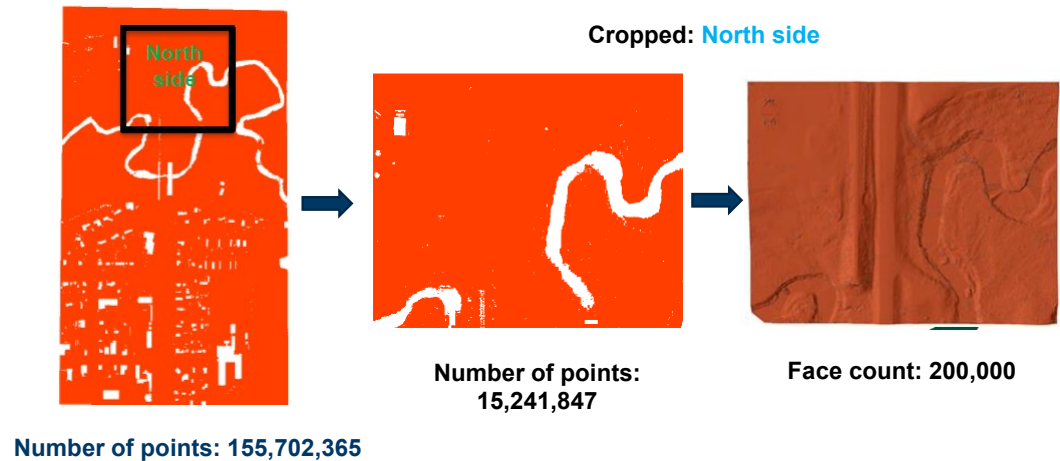 North
side
Cropped: North side
Number of points:
15,241,847
Face count: 200,000
Number of points: 155,702,365